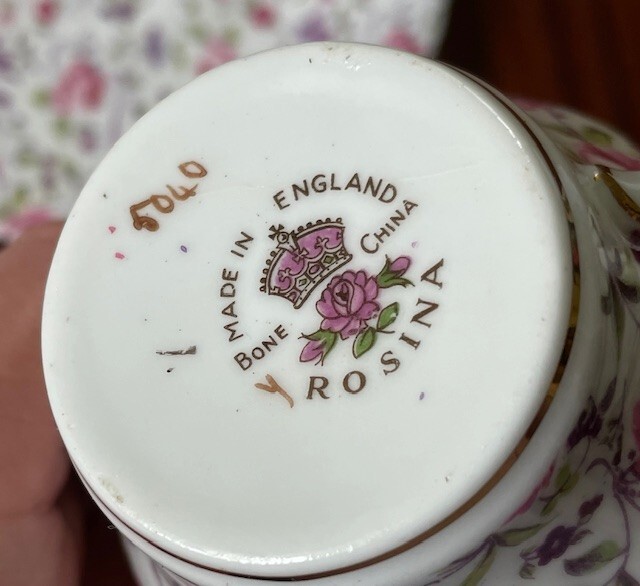 5040
MADE IN ENGLAND
BONE CHINA
ROSINA
y